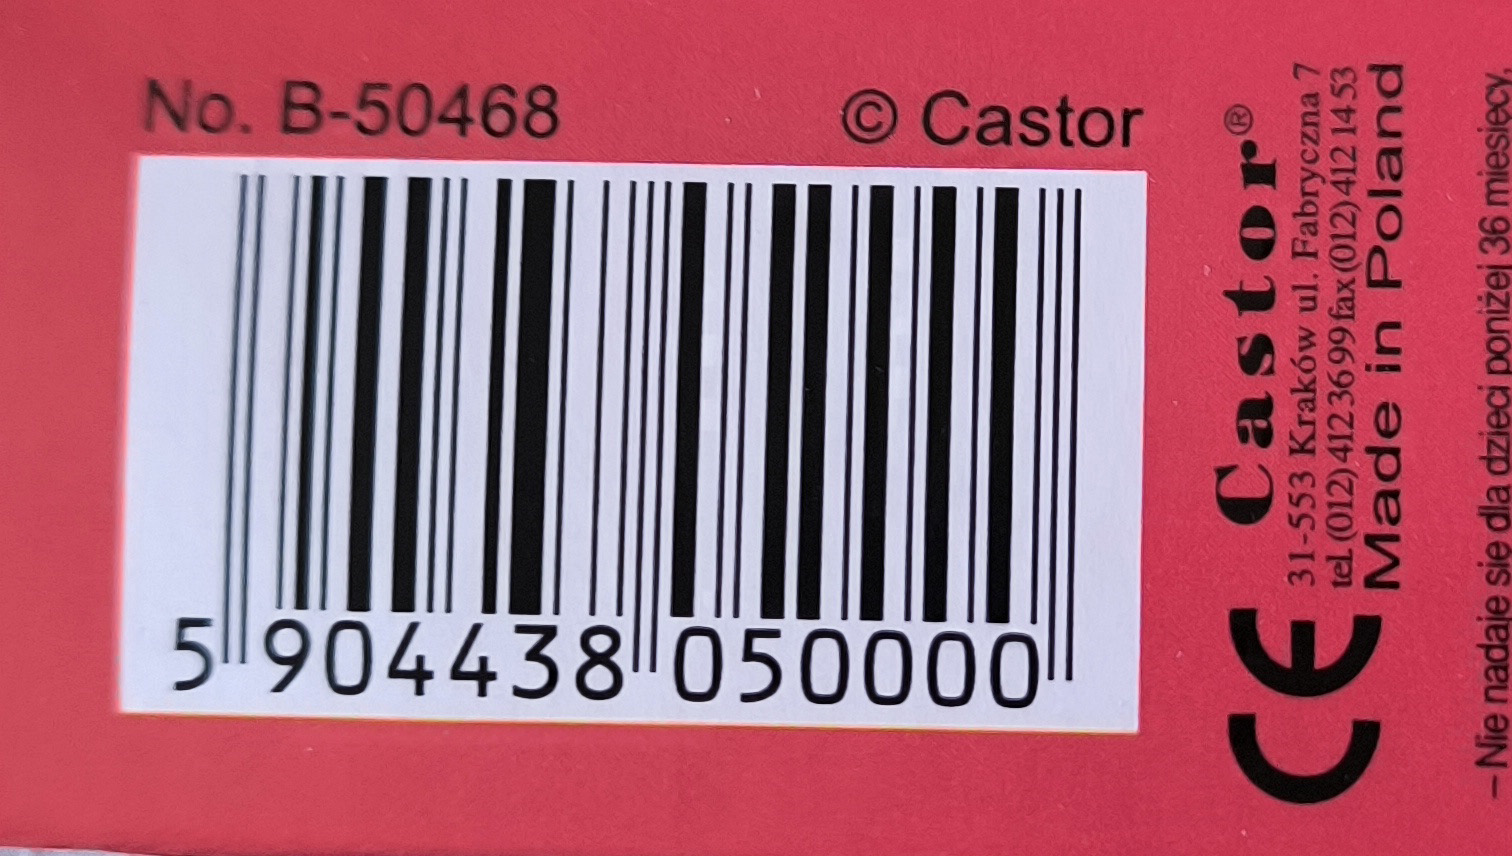 No. B-50468
© Castor
5 904438 050000
Castor®
31-553 Kraków ul. Fabryczna 7
tel. (012) 412 36 99 fax (012) 412 14 53
Made in Poland
CE
– Nie nadaje się dla dzieci poniżej 36 miesięcy,